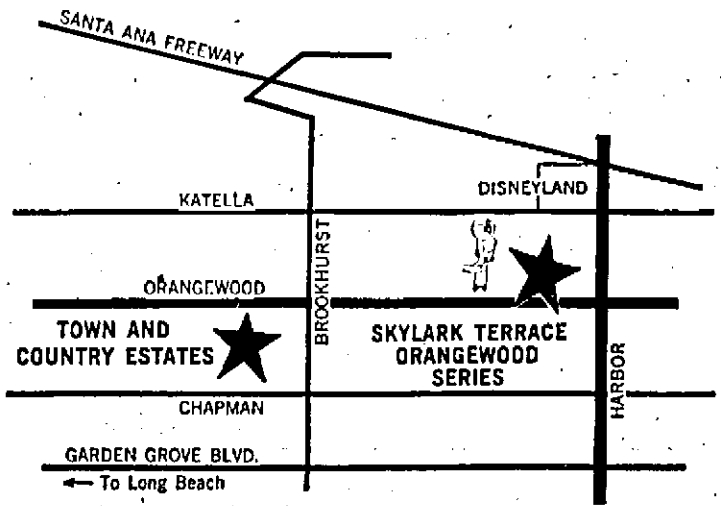 SANTA ANA FREEWAY
DISNEYLAND
KATELLA
BROOKHURST
ORANGEWOOD
TOWN AND
COUNTRY ESTATES
SKYLARK TERRACE
ORANGEWOOD
SERIES
HARBOR
CHAPMAN
GARDEN GROVE BLVD.
← To Long Beach